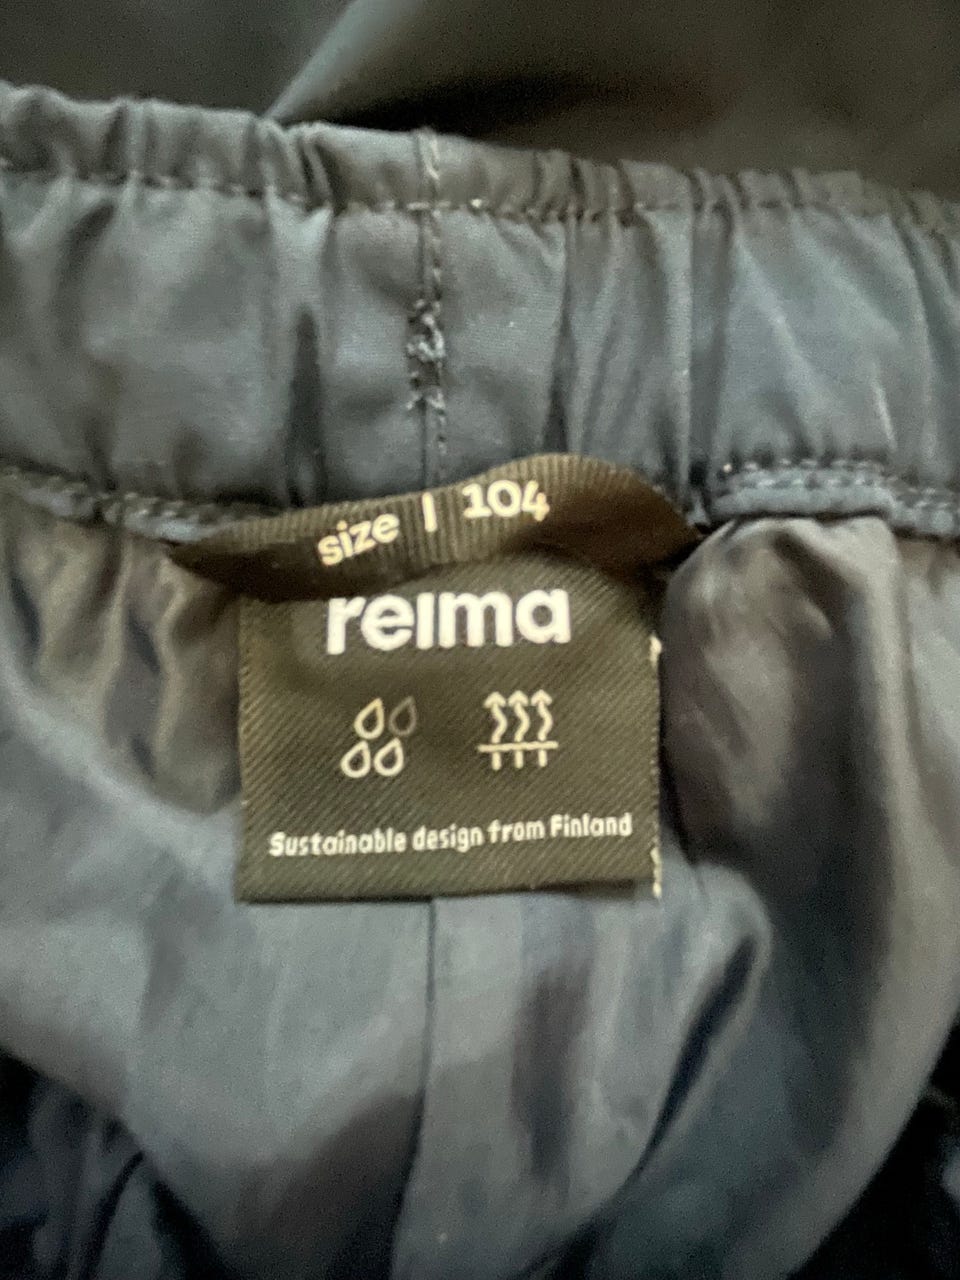 size | 104
reima
Sustainable design from Finland